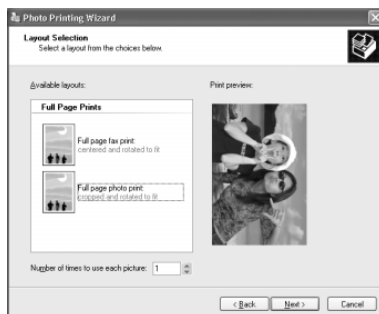 Photo Printing Wizard
Layout Selection
Select a layout from the choices below.
Available layouts:
Print preview:
Full Page Prints
Full page fax print:
centered and rotated to fit
Full page photo print:
cropped and rotated to fit
Number of times to use each picture: 1
< Back Next > Cancel